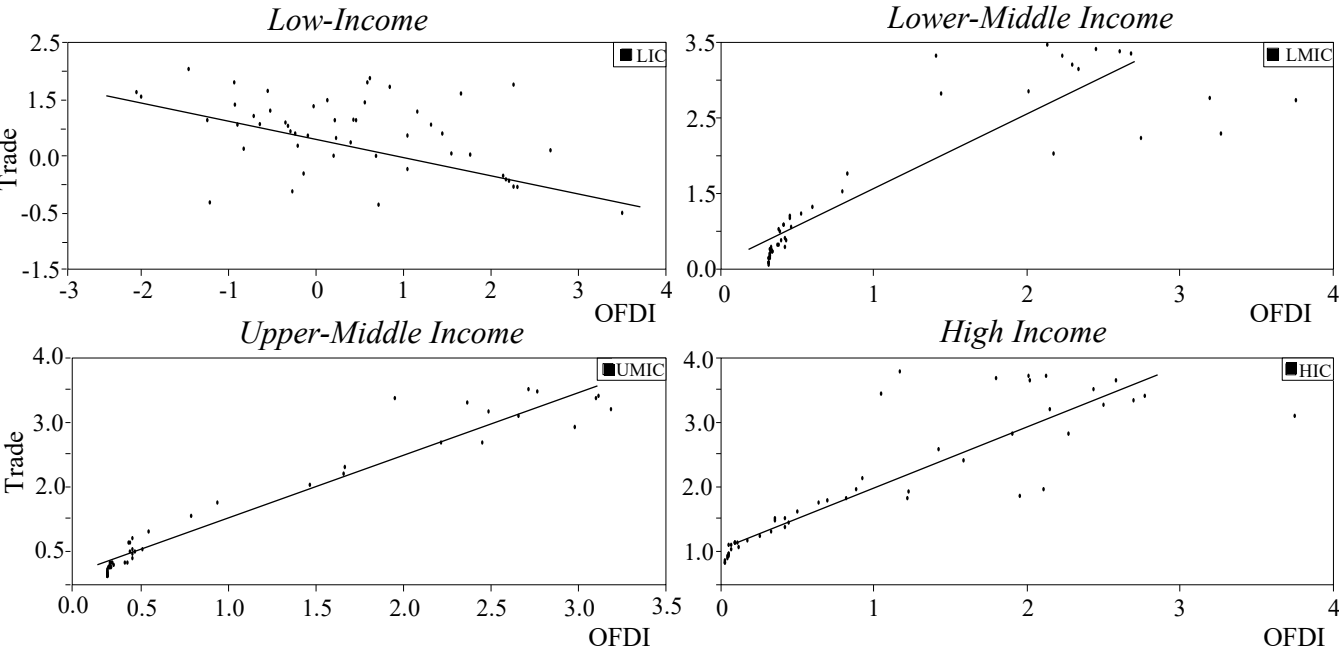 Low-Income
2.5
1.5
0.0
-0.5
-1.5
Trade
LIC
-3 -2 -1 0 1 2 3 4
OFDI
Lower-Middle Income
3.5
2.5
1.5
0.0
LMIC
0 1 2 3 4
OFDI
Upper-Middle Income
4.0
3.0
2.0
0.5
Trade
UMIC
0.0 0.5 1.0 1.5 2.0 2.5 3.0 3.5
OFDI
High Income
4.0
3.0
2.0
1.0
HIC
0 1 2 3 4
OFDI